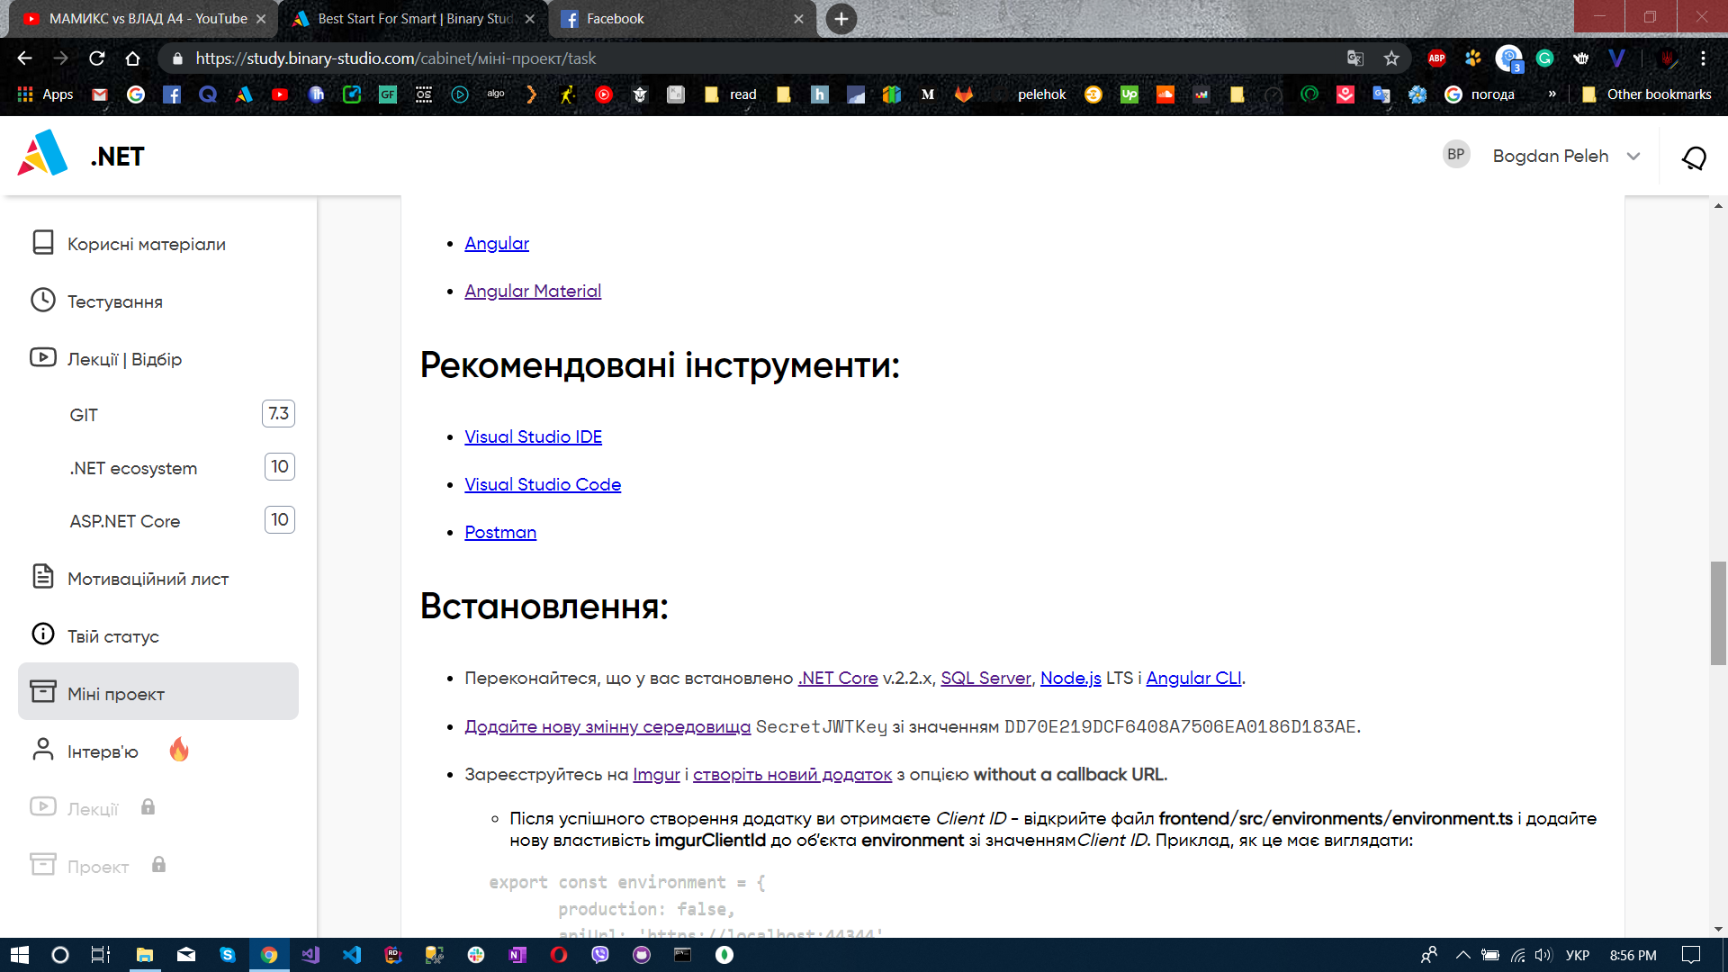 МАМИКС vs ВЛАД А4 - YouTube
Best Start For Smart | Binary Stud
Facebook
https://study.binary-studio.com/cabinet/міні-проект/task
ABP
3
Apps
GF
OS
algo
read
h
M
pelehok
Up
погода
»
Other bookmarks
.NET
BP
Bogdan Peleh
Корисні матеріали
Тестування
Лекції | Відбір
GIT
7.3
.NET ecosystem
10
ASP.NET Core
10
Мотиваційний лист
Твій статус
Міні проект
Інтерв'ю
Лекції
Проект
• Angular
• Angular Material
Рекомендовані інструменти:
• Visual Studio IDE
• Visual Studio Code
• Postman
Встановлення:
• Переконайтеся, що у вас встановлено .NET Core v.2.2.x, SQL Server, Node.js LTS і Angular CLI.
• Додайте нову змінну середовища SecretJWTKey зі значенням DD70E219DCF6408A7506EA0186D183AE.
• Зареєструйтесь на Imgur і створіть новий додаток з опцією without a callback URL.
◦ Після успішного створення додатку ви отримаєте Client ID - відкрийте файл frontend/src/environments/environment.ts і додайте
нову властивість imgurClientId до об’єкта environment зі значеннямClient ID. Приклад, як це має виглядати:
export const environment = {
production: false,
apiUrl: 'https://localhost:44344'
УКР
8:56 PM